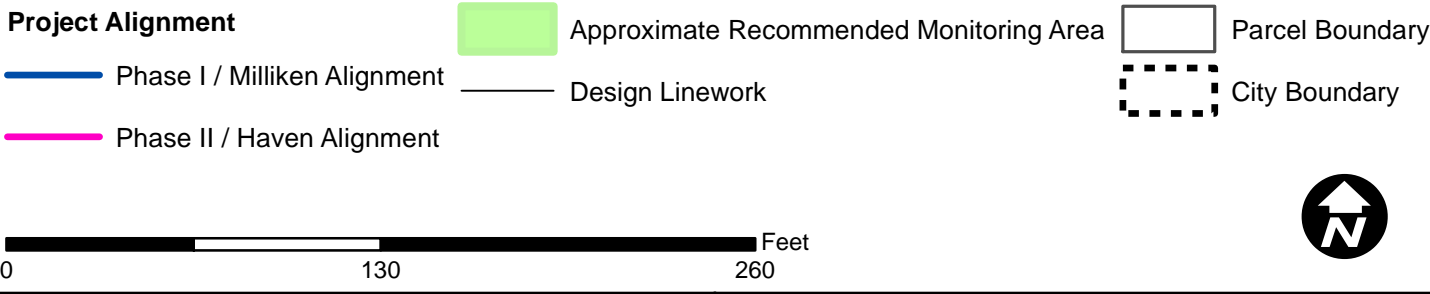 Project Alignment
Phase I / Milliken Alignment
Phase II / Haven Alignment
Approximate Recommended Monitoring Area
Design Linework
Parcel Boundary
City Boundary
Feet
0 130 260
N